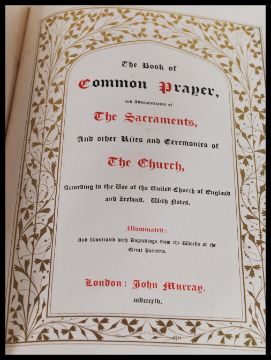 The Book of
Common Prayer,
and Administration of
The Sacraments,
And other Rites and Ceremonies of
The Church,
According to the Use of the United Church of England
and Ireland. With Notes.
Illuminated:
And Illustrated with Engravings from the Works of the
Great Painters.
London: John Murray.
mdcccxlv.